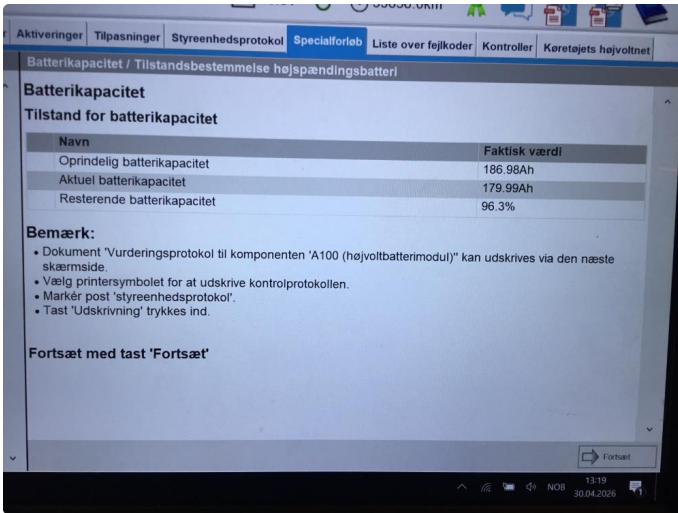 Aktiveringer Tilpasninger Styreenhedsprotokol Specialforløb Liste over fejlkoder Kontroller Køretøjets højvoltnet
Batterikapacitet / Tilstandsbestemmelse højspændingsbatteri
Batterikapacitet
Tilstand for batterikapacitet
Navn Faktisk værdi
Oprindelig batterikapacitet 186.98Ah
Aktuel batterikapacitet 179.99Ah
Resterende batterikapacitet 96.3%
Bemærk:
• Dokument 'Vurderingsprotokol til komponenten 'A100 (højvoltbatterimodul)'' kan udskrives via den næste
skærmside.
• Vælg printersymbolet for at udskrive kontrolprotokollen.
• Markér post 'styreenhedsprotokol'.
• Tast 'Udskrivning' trykkes ind.
Fortsæt med tast 'Fortsæt'
Fortsæt
NOB
13:19
30.04.2026
1